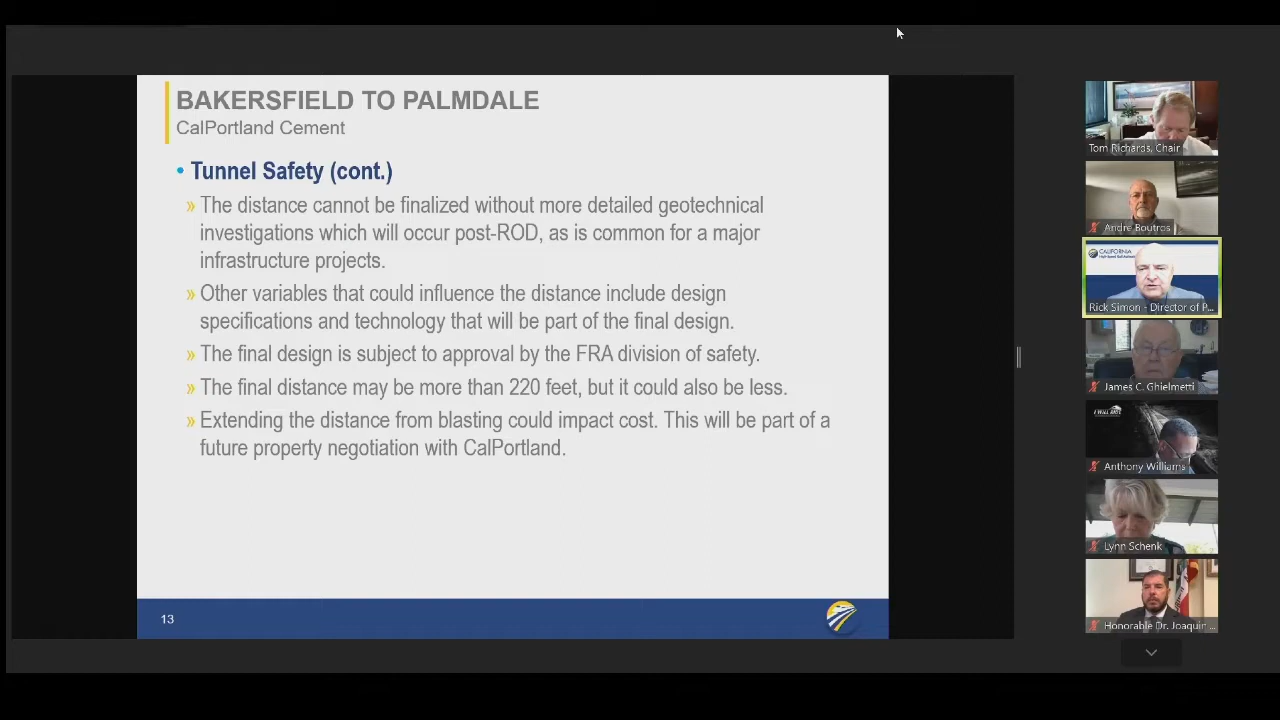 BAKERSFIELD TO PALMDALE
CalPortland Cement
• Tunnel Safety (cont.)
» The distance cannot be finalized without more detailed geotechnical
investigations which will occur post-ROD, as is common for a major
infrastructure projects.
» Other variables that could influence the distance include design
specifications and technology that will be part of the final design.
» The final design is subject to approval by the FRA division of safety.
» The final distance may be more than 220 feet, but it could also be less.
» Extending the distance from blasting could impact cost. This will be part of a
future property negotiation with CalPortland.
13
Tom Richards, Chair
Andre Boutros
CALIFORNIA
Rick Simon - Director of P...
James C. Ghielmetti
I WILL RIDE
Anthony Williams
Lynn Schenk
Honorable Dr. Joaquin ...